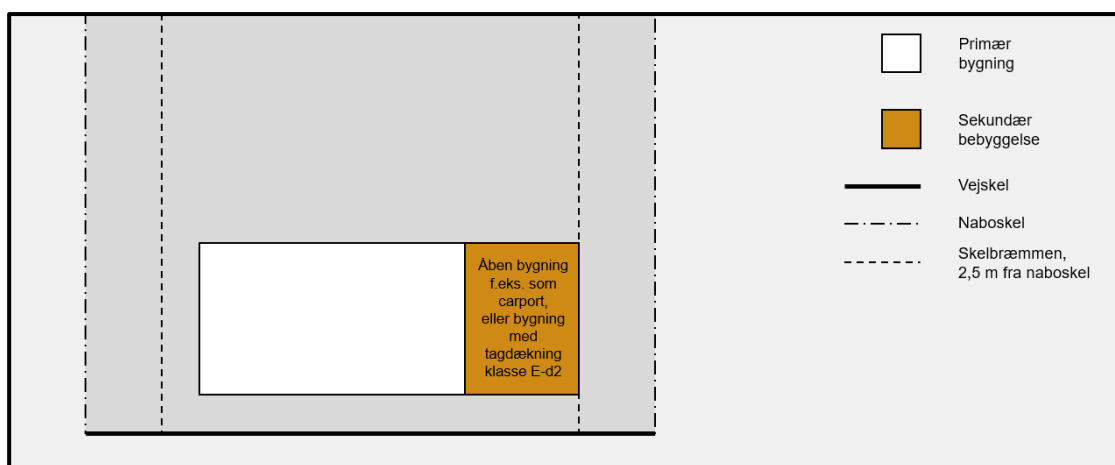 Primær
bygning
Sekundær
bebyggelse
Vejskel
Naboskel
Skelbræmmen,
2,5 m fra naboskel
Åben bygning
f.eks. som
carport,
eller bygning
med
tagdækning
klasse E-d2